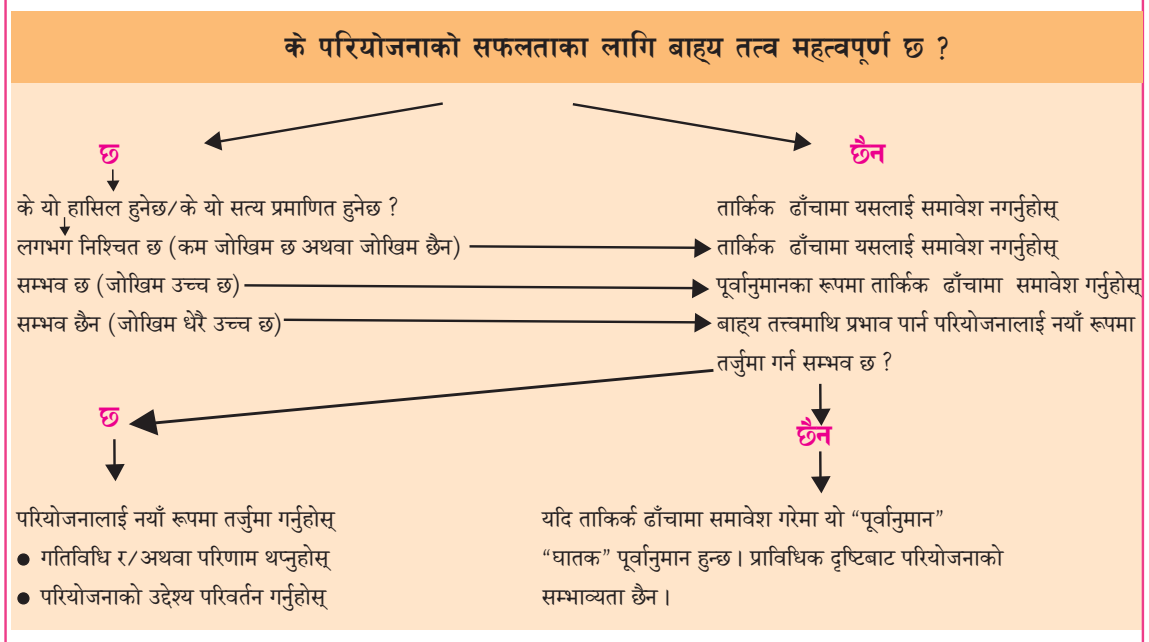 के परियोजनाको सफलताका लागि बाह्य तत्व महत्वपूर्ण छ ?
छ
छैन
के यो हासिल हुनेछ/के यो सत्य प्रमाणित हुनेछ ?
तार्किक ढाँचामा यसलाई समावेश नगर्नुहोस्
लगभग निश्चित छ (कम जोखिम छ अथवा जोखिम छैन)
तार्किक ढाँचामा यसलाई समावेश नगर्नुहोस्
सम्भव छ (जोखिम उच्च छ)
पूर्वानुमानका रूपमा तार्किक ढाँचामा समावेश गर्नुहोस्
सम्भव छैन (जोखिम धेरै उच्च छ)
बाह्य तत्त्वमाथि प्रभाव पार्न परियोजनालाई नयाँ रूपमा
तर्जुमा गर्न सम्भव छ ?
छ
छैन
परियोजनालाई नयाँ रूपमा तर्जुमा गर्नुहोस्
● गतिविधि र/अथवा परिणाम थप्नुहोस्
● परियोजनाको उद्देश्य परिवर्तन गर्नुहोस्
यदि ताकिर्क ढाँचामा समावेश गरेमा यो “पूर्वानुमान”
“घातक” पूर्वानुमान हुन्छ । प्राविधिक दृष्टिबाट परियोजनाको
सम्भाव्यता छैन ।